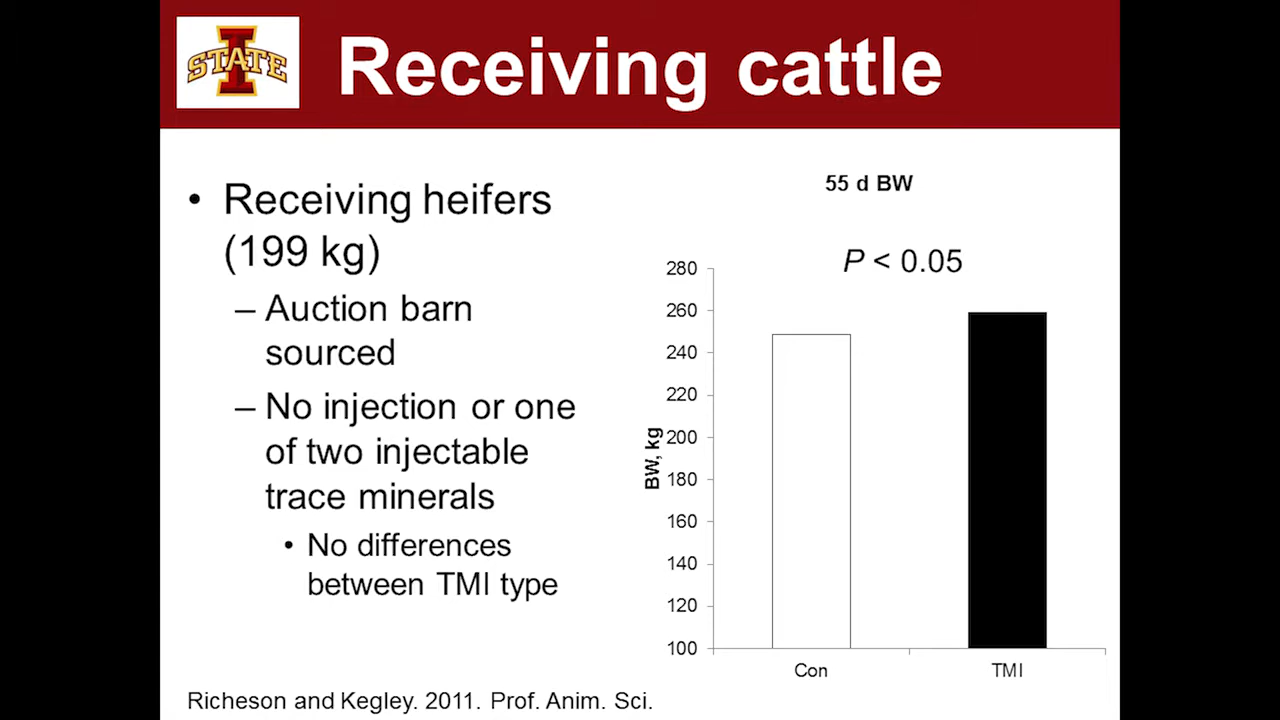 STATE
Receiving cattle
• Receiving heifers
(199 kg)
– Auction barn
sourced
– No injection or one
of two injectable
trace minerals
• No differences
between TMI type
55 d BW
P < 0.05
BW, kg
280
260
240
220
200
180
160
140
120
100
Con
TMI
Richeson and Kegley. 2011. Prof. Anim. Sci.